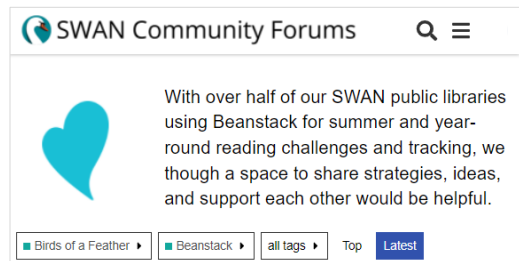 SWAN Community Forums
With over half of our SWAN public libraries
using Beanstack for summer and year-
round reading challenges and tracking, we
though a space to share strategies, ideas,
and support each other would be helpful.
Birds of a Feather Beanstack all tags Top Latest